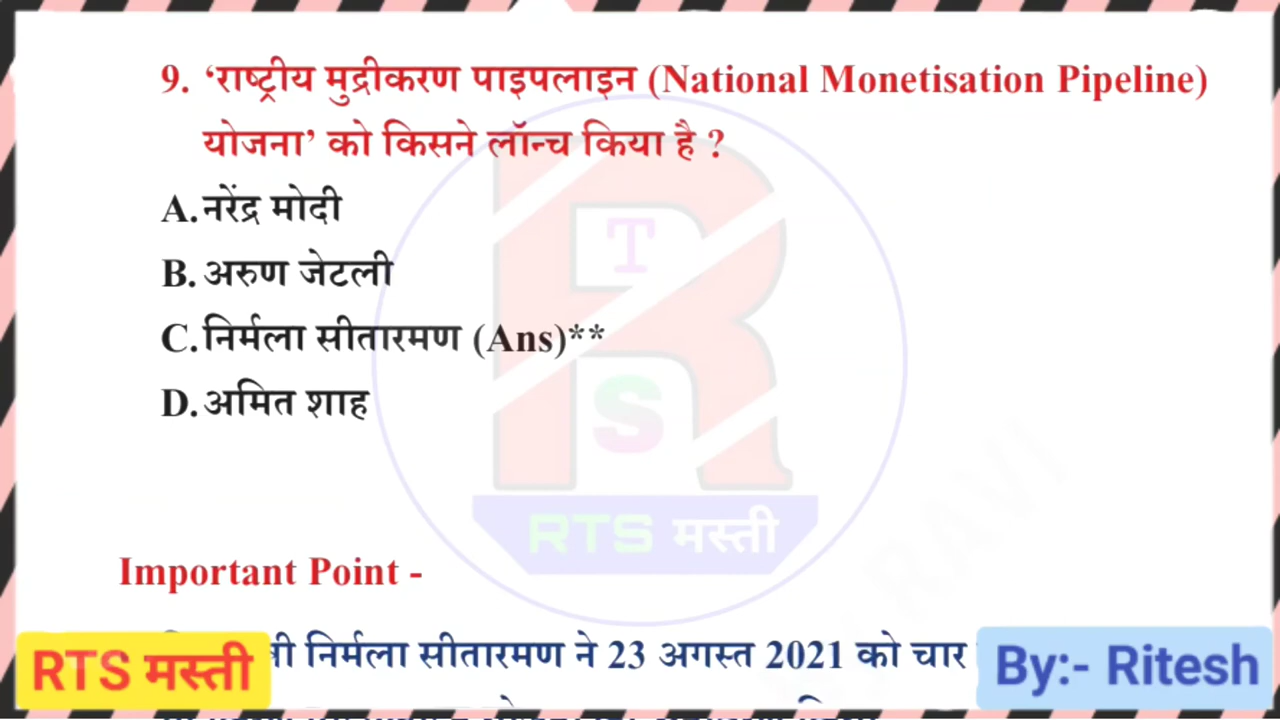 9. ‘राष्ट्रीय मुद्रीकरण पाइपलाइन (National Monetisation Pipeline)
योजना’ को किसने लॉन्च किया है ?
A. नरेंद्र मोदी
B. अरुण जेटली
C. निर्मला सीतारमण (Ans)**
D. अमित शाह
R
T
S
RTS मस्ती
Important Point -
निर्मला सीतारमण ने 23 अगस्त 2021 को चार
RTS मस्ती
By:- Ritesh
RAVI